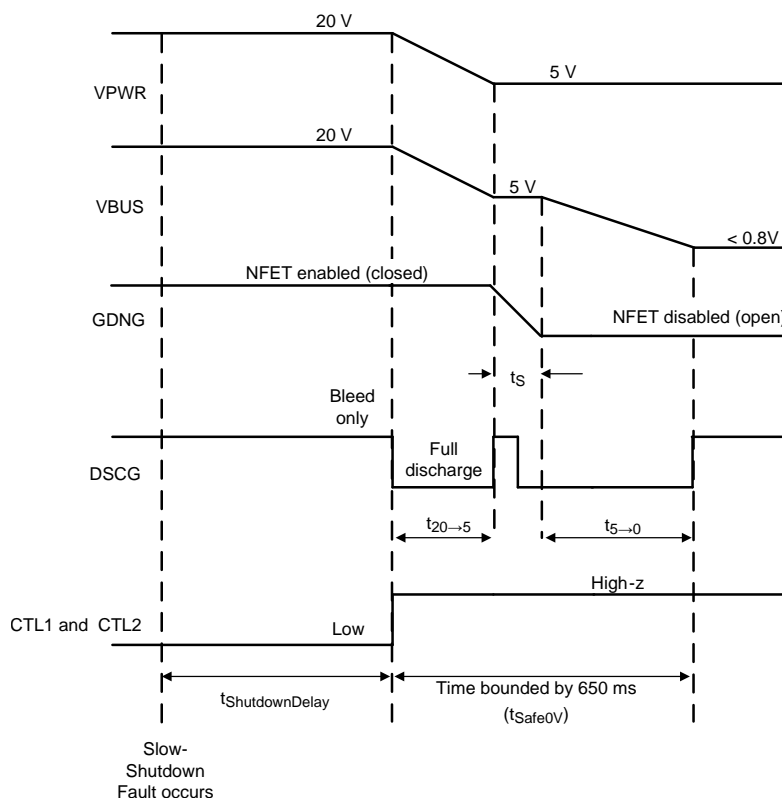 20 V
5 V
VPWR
20 V
5 V
VBUS
< 0.8V
NFET enabled (closed)
GDNG
NFET disabled (open)
tS
Bleed
only
Full
discharge
DSCG
t20→5
t5→0
High-z
CTL1 and CTL2
Low
tShutdownDelay
Time bounded by 650 ms
(tSafe0V)
Slow-
Shutdown
Fault occurs